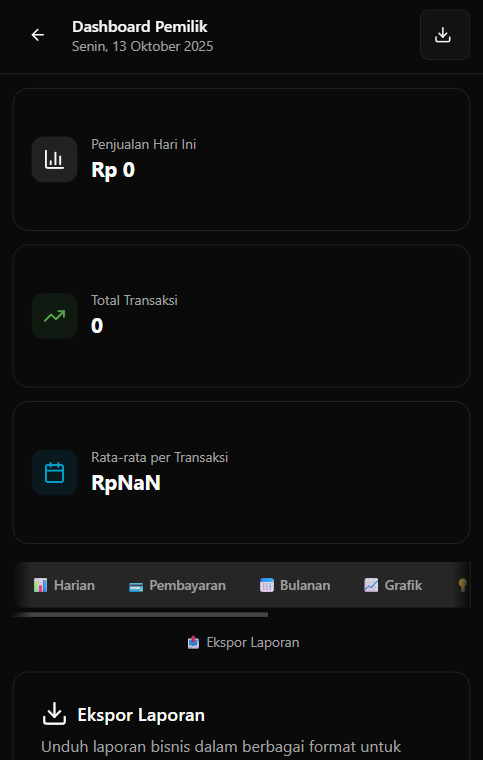 Dashboard Pemilik
Senin, 13 Oktober 2025
Penjualan Hari Ini
Rp 0
Total Transaksi
0
Rata-rata per Transaksi
RpNaN
Harian Pembayaran Bulanan Grafik
Ekspor Laporan
Ekspor Laporan
Unduh laporan bisnis dalam berbagai format untuk